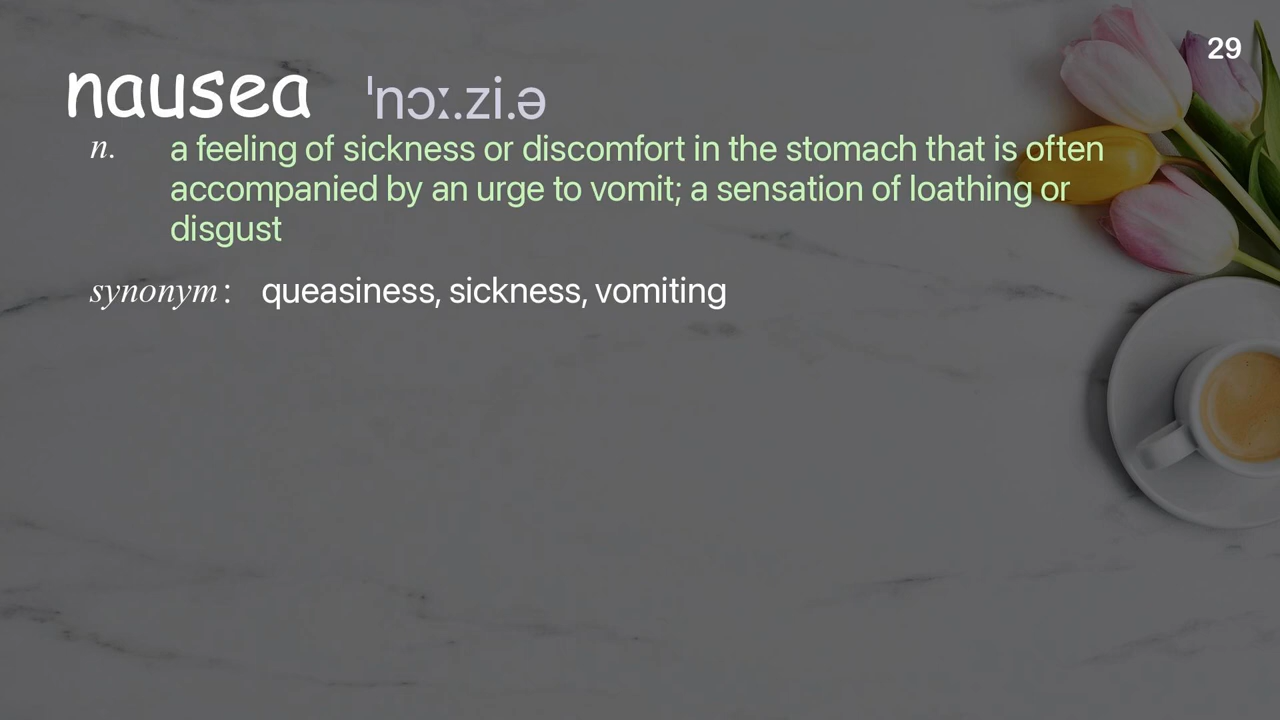 29
nausea ˈnɔː.zi.ə
n. a feeling of sickness or discomfort in the stomach that is often
accompanied by an urge to vomit; a sensation of loathing or
disgust
synonym: queasiness, sickness, vomiting